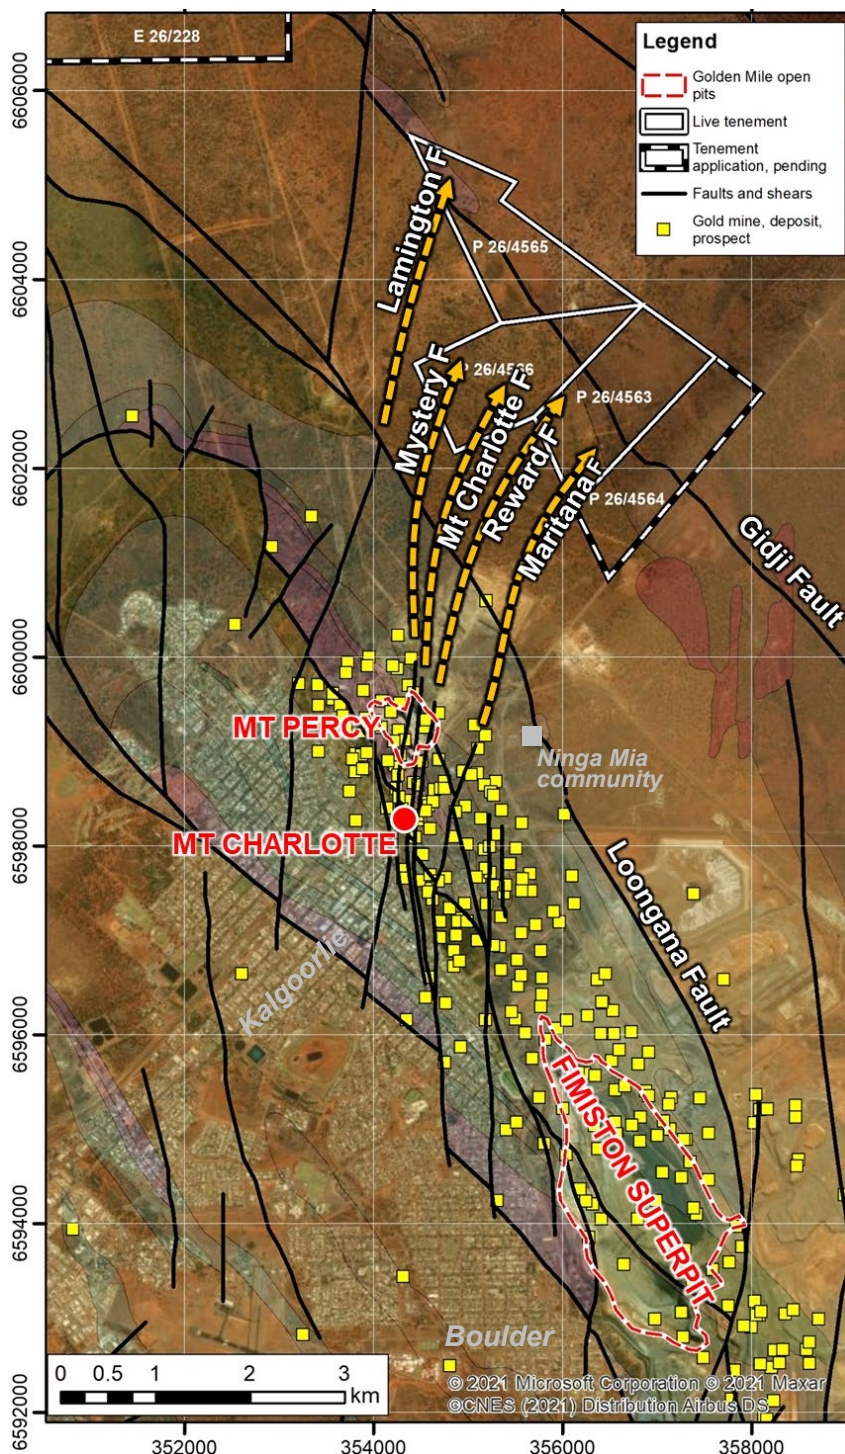 E 26/228
Legend
Golden Mile open
pits
Live tenement
Tenement
application, pending
Faults and shears
Gold mine, deposit,
prospect
6606000
6604000
6602000
6600000
6598000
6596000
6594000
6592000
Lamington F
P 26/4565
Mystery F
P 26/4566
Mt Charlotte F
P 26/4563
Reward F
Maritana F
P 26/4564
Gidji Fault
MT PERCY
Ninga Mia
community
MT CHARLOTTE
Loongana Fault
Kalgoorlie
FIMISTON SUPERPIT
Boulder
0 0.5 1 2 3
km
© 2021 Microsoft Corporation © 2021 Maxar
©CNES (2021) Distribution Airbus DS
352000
354000
356000
358000